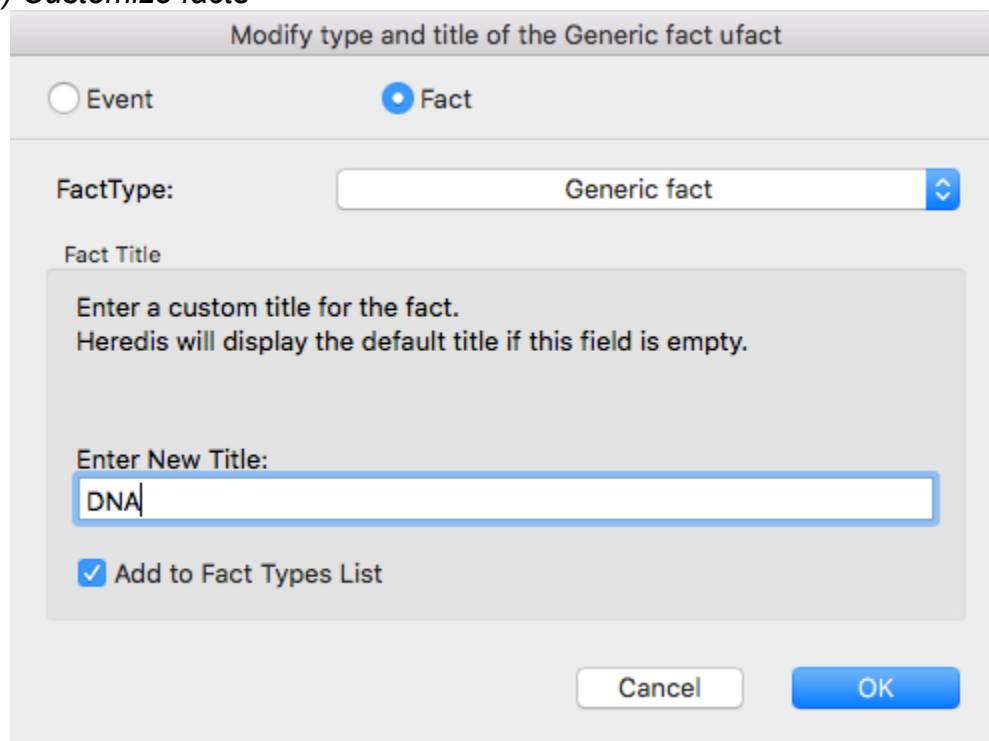 ) Customize facts
Modify type and title of the Generic fact ufact
Event
Fact
FactType:
Generic fact
Fact Title
Enter a custom title for the fact.
Heredis will display the default title if this field is empty.
Enter New Title:
DNA
Add to Fact Types List
Cancel
OK